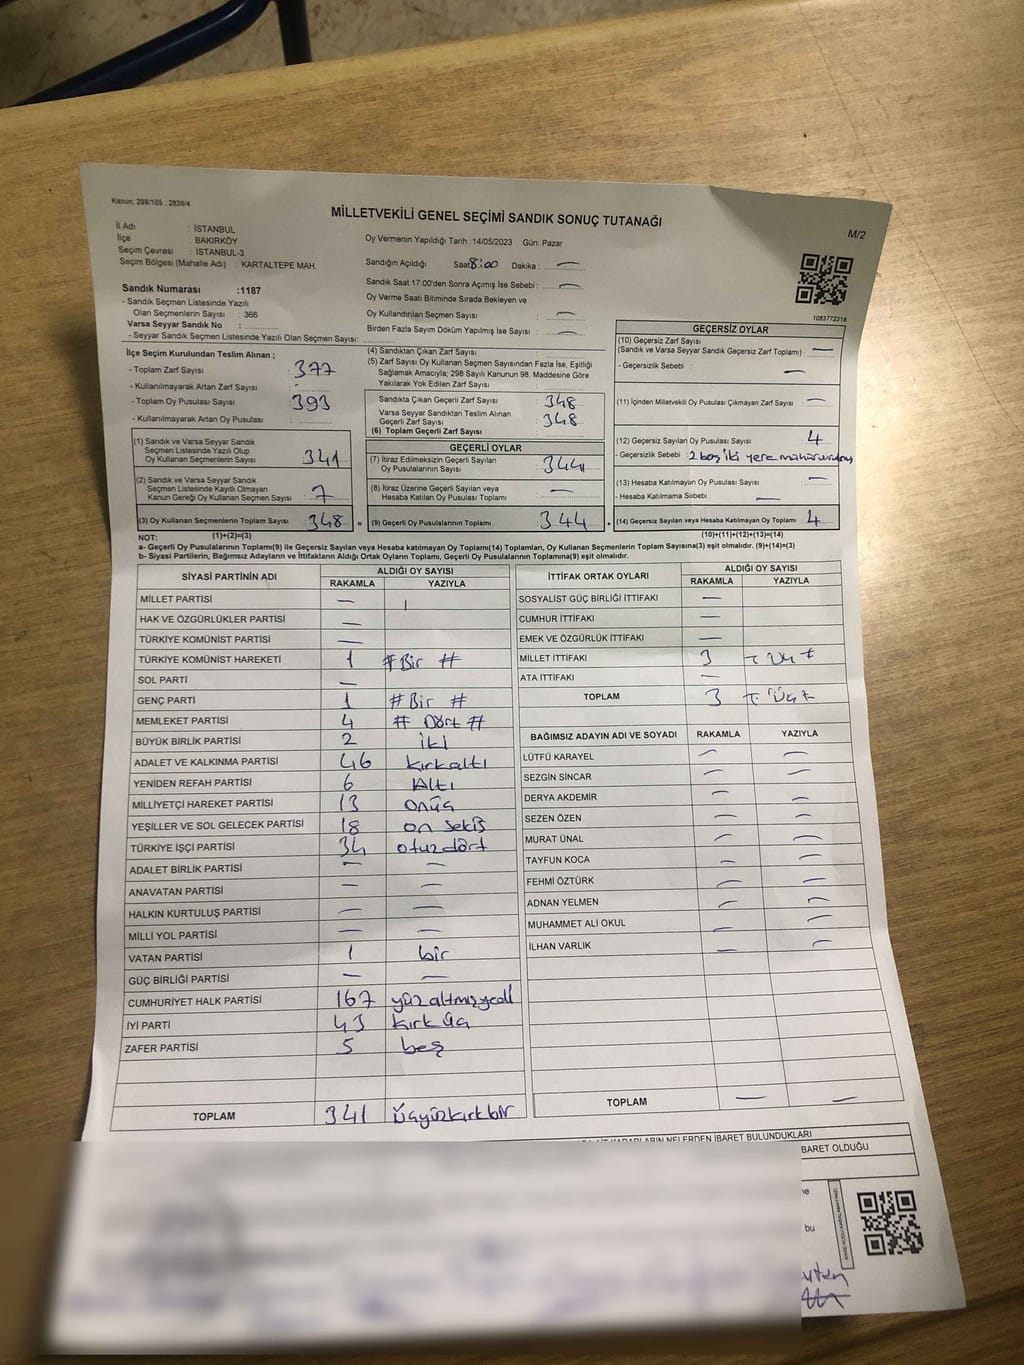 Kanun; 298/105 , 2839/4
MİLLETVEKİLİ GENEL SEÇİMİ SANDIK SONUÇ TUTANAĞI
M/2
İl Adı : İSTANBUL
İlçe : BAKIRKÖY
Seçim Çevresi : İSTANBUL-3
Seçim Bölgesi (Mahalle Adı) : KARTALTEPE MAH.
Oy Vermenin Yapıldığı Tarih :14/05/2023 Gün: Pazar
Sandığın Açıldığı Saat 8:00 Dakika : —
Sandık Saat 17:00'den Sonra Açımış İse Sebebi : —
Oy Verme Saati Bitiminde Sırada Bekleyen ve
Oy Kullandırılan Seçmen Sayısı : —
Birden Fazla Sayım Döküm Yapılmış İse Sayısı : —
1083772318
Sandık Numarası :1187
- Sandık Seçmen Listesinde Yazılı
Olan Seçmenlerin Sayısı : 366
Varsa Seyyar Sandık No :
- Seyyar Sandık Seçmen Listesinde Yazılı Olan Seçmen Sayısı:
İlçe Seçim Kurulundan Teslim Alınan ;
- Toplam Zarf Sayısı : 377
- Kullanılmayarak Artan Zarf Sayısı : -
- Toplam Oy Pusulası Sayısı : 393
- Kullanılmayarak Artan Oy Pusulası :
(1) Sandık ve Varsa Seyyar Sandık
Seçmen Listesinde Yazılı Olup
Oy Kullanan Seçmenlerin Sayısı : 341
(2) Sandık ve Varsa Seyyar Sandık
Seçmen Listesinde Kayıtlı Olmayan
Kanun Gereği Oy Kullanan Seçmen Sayısı : 7
(3) Oy Kullanan Seçmenlerin Toplam Sayısı : 348
(4) Sandıktan Çıkan Zarf Sayısı :
(5) Zarf Sayısı Oy Kullanan Seçmen Sayısından Fazla İse, Eşitliği
Sağlamak Amacıyla; 298 Sayılı Kanunun 98. Maddesine Göre
Yakılarak Yok Edilen Zarf Sayısı :
Sandıkta Çıkan Geçerli Zarf Sayısı : 348
Varsa Seyyar Sandıktan Teslim Alınan
Geçerli Zarf Sayısı : 348
(6) Toplam Geçerli Zarf Sayısı :
GEÇERLİ OYLAR
(7) İtiraz Edilmeksizin Geçerli Sayılan
Oy Pusulalarının Sayısı : 344
(8) İtiraz Üzerine Geçerli Sayılan veya
Hesaba Katılan Oy Pusulası Toplamı : —
= (9) Geçerli Oy Pusulalarının Toplamı : 344
GEÇERSİZ OYLAR
(10) Geçersiz Zarf Sayısı
(Sandık ve Varsa Seyyar Sandık Geçersiz Zarf Toplamı) : —
- Geçersizlik Sebebi : —
(11) İçinden Milletvekili Oy Pusulası Çıkmayan Zarf Sayısı : —
(12) Geçersiz Sayılan Oy Pusulası Sayısı : 4
- Geçersizlik Sebebi : 2 boş iki yere
(13) Hesaba Katılmayan Oy Pusulası Sayısı : —
- Hesaba Katılmama Sebebi : —
+ (14) Geçersiz Sayılan veya Hesaba Katılmayan Oy Toplamı : 4
NOT: (1)+(2)=(3) (10)+(11)+(12)+(13)=(14)
a- Geçerli Oy Pusulalarının Toplamı(9) ile Geçersiz Sayılan veya Hesaba katılmayan Oy Toplamı(14) Toplamları, Oy Kullanan Seçmenlerin Toplam Sayısına(3) eşit olmalıdır. (9)+(14)=(3)
b- Siyasi Partilerin, Bağımsız Adayların ve İttifakların Aldığı Ortak Oyların Toplamı, Geçerli Oy Pusulalarının Toplamına(9) eşit olmalıdır.
SİYASİ PARTİNİN ADI ALDIĞI OY SAYISI
RAKAMLA YAZIYLA
MİLLET PARTİSİ —
HAK VE ÖZGÜRLÜKLER PARTİSİ —
TÜRKİYE KOMÜNİST PARTİSİ —
TÜRKİYE KOMÜNİST HAREKETİ 1 # Bir #
SOL PARTİ —
GENÇ PARTİ 1 # Bir #
MEMLEKET PARTİSİ 4 # Dört #
BÜYÜK BİRLİK PARTİSİ 2 iki
ADALET VE KALKINMA PARTİSİ 46 kırkaltı
YENİDEN REFAH PARTİSİ 6 Altı
MİLLİYETÇİ HAREKET PARTİSİ 13 onüç
YEŞİLLER VE SOL GELECEK PARTİSİ 18 on sekiz
TÜRKİYE İŞÇİ PARTİSİ 34 otuzdört
ADALET BİRLİK PARTİSİ — —
ANAVATAN PARTİSİ — —
HALKIN KURTULUŞ PARTİSİ — —
MİLLİ YOL PARTİSİ — —
VATAN PARTİSİ 1 bir
GÜÇ BİRLİĞİ PARTİSİ — —
CUMHURİYET HALK PARTİSİ 167 yüzaltmışyedi
İYİ PARTİ 43 kırk üç
ZAFER PARTİSİ 5 beş
TOPLAM 341 üçyüzkırkbir
İTTİFAK ORTAK OYLARI ALDIĞI OY SAYISI
RAKAMLA YAZIYLA
SOSYALİST GÜÇ BİRLİĞİ İTTİFAKI —
CUMHUR İTTİFAKI —
EMEK VE ÖZGÜRLÜK İTTİFAKI —
MİLLET İTTİFAKI 3 Üç
ATA İTTİFAKI —
TOPLAM 3 Üç
BAĞIMSIZ ADAYIN ADI VE SOYADI RAKAMLA YAZIYLA
LÜTFÜ KARAYEL — —
SEZGİN SİNCAR — —
DERYA AKDEMİR — —
SEZEN ÖZEN — —
MURAT ÜNAL — —
TAYFUN KOCA — —
FEHMİ ÖZTÜRK — —
ADNAN YELMEN — —
MUHAMMET ALİ OKUL — —
İLHAN VARLIK — —
TOPLAM — —
NELERDEN İBARET BULUNDUKLARI
BARET OLDUĞU
bu